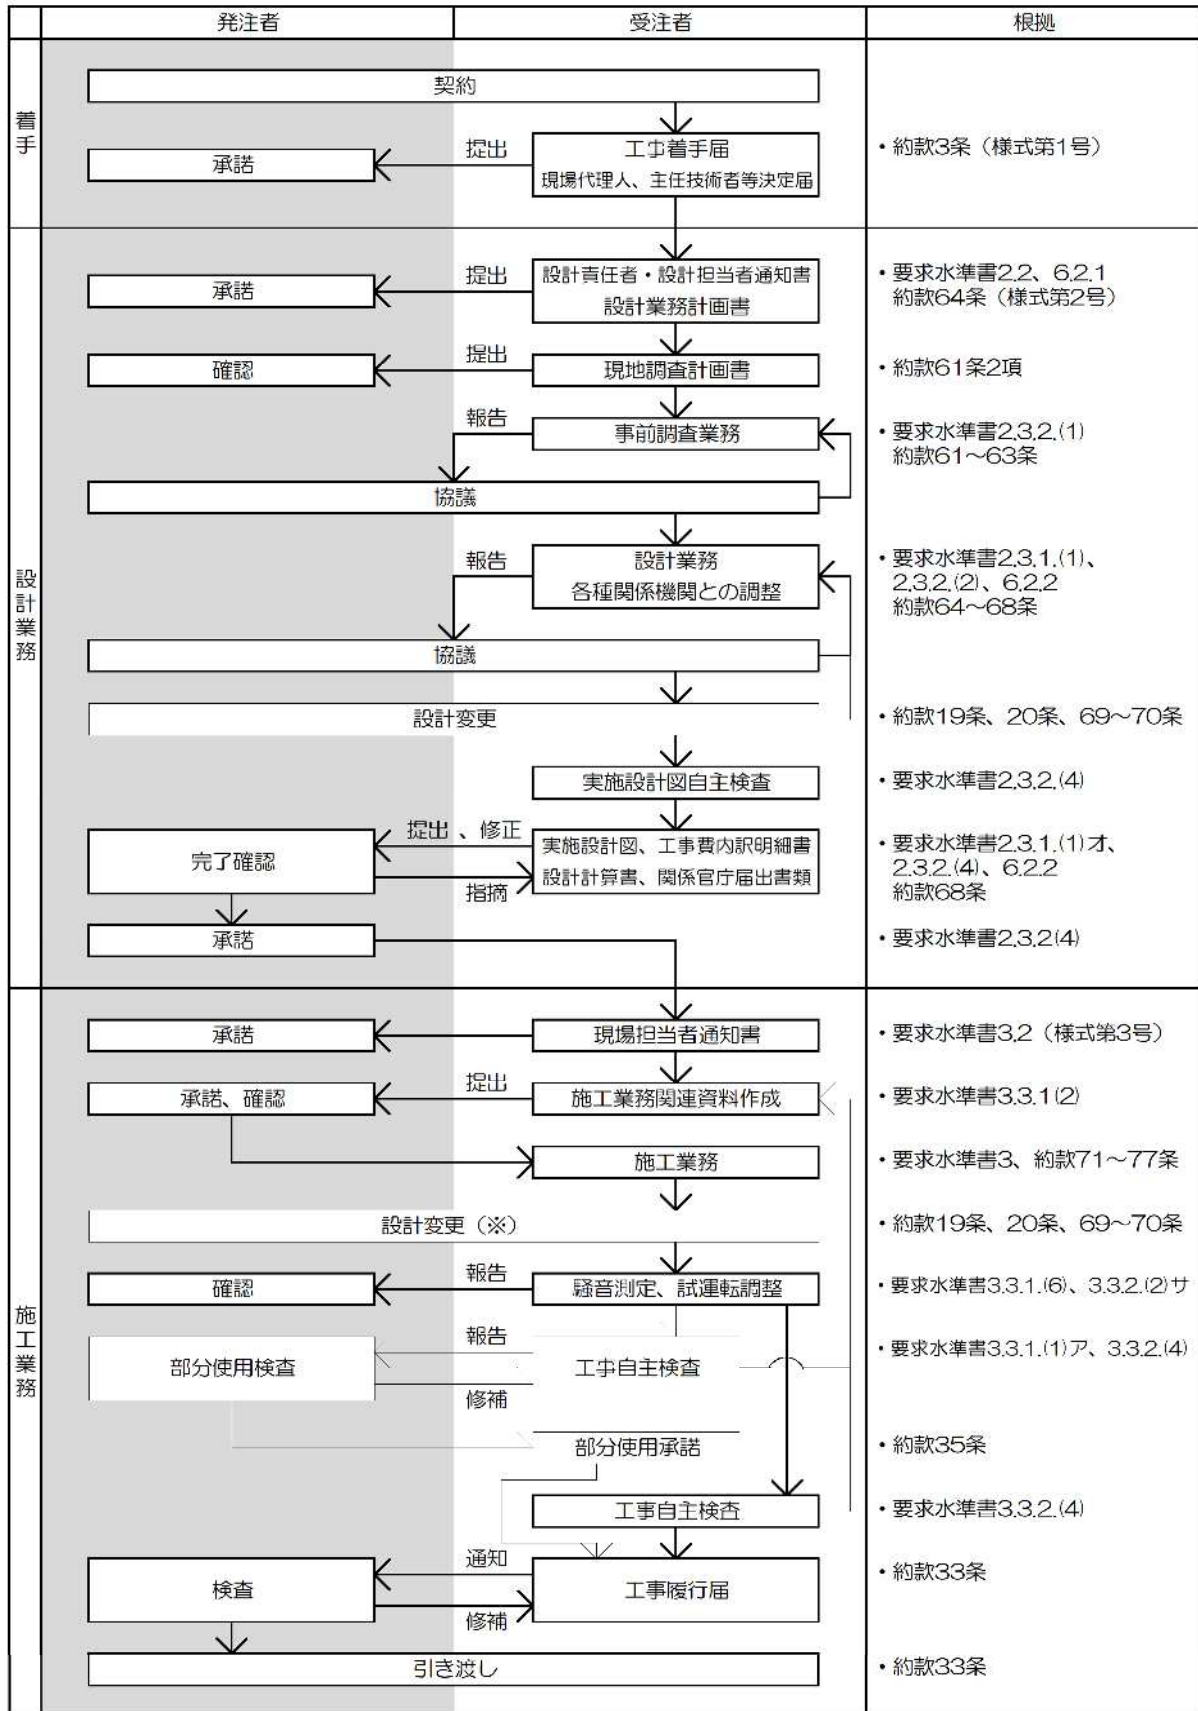 発注者
受注者
根拠
着手
契約
提出
工事着手届
現場代理人、主任技術者等決定届
承諾
・約款3条（様式第1号）
設計業務
提出
設計責任者・設計担当者通知書
設計業務計画書
承諾
・要求水準書2.2、6.2.1
約款64条（様式第2号）
提出
確認
現地調査計画書
・約款61条2項
報告
事前調査業務
・要求水準書2.3.2.(1)
約款61～63条
協議
報告
設計業務
各種関係機関との調整
・要求水準書2.3.1.(1)、
2.3.2.(2)、6.2.2
約款64～68条
協議
設計変更
・約款19条、20条、69～70条
実施設計図自主検査
・要求水準書2.3.2.(4)
提出、修正
完了確認
実施設計図、工事費内訳明細書
設計計算書、関係官庁届出書類
指摘
・要求水準書2.3.1.(1)オ、
2.3.2.(4)、6.2.2
約款68条
承諾
・要求水準書2.3.2(4)
施工業務
承諾
現場担当者通知書
・要求水準書3.2（様式第3号）
提出
承諾、確認
施工業務関連資料作成
・要求水準書3.3.1(2)
施工業務
・要求水準書3、約款71～77条
設計変更（※）
・約款19条、20条、69～70条
報告
確認
騒音測定、試運転調整
・要求水準書3.3.1.(6)、3.3.2.(2)サ
報告
部分使用検査
工事自主検査
修補
・要求水準書3.3.1.(1)ア、3.3.2.(4)
部分使用承諾
・約款35条
工事自主検査
・要求水準書3.3.2.(4)
通知
検査
工事履行届
修補
・約款33条
引き渡し
・約款33条